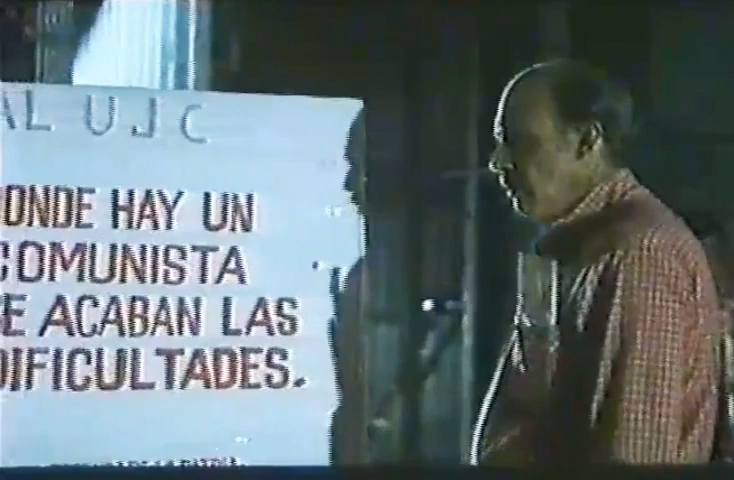 AL UJC
ONDE HAY UN
COMUNISTA
E ACABAN LAS
DIFICULTADES.